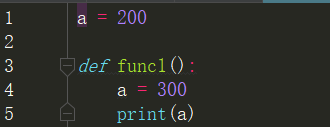 1 a = 200
2
3 def func1():
4     a = 300
5     print(a)